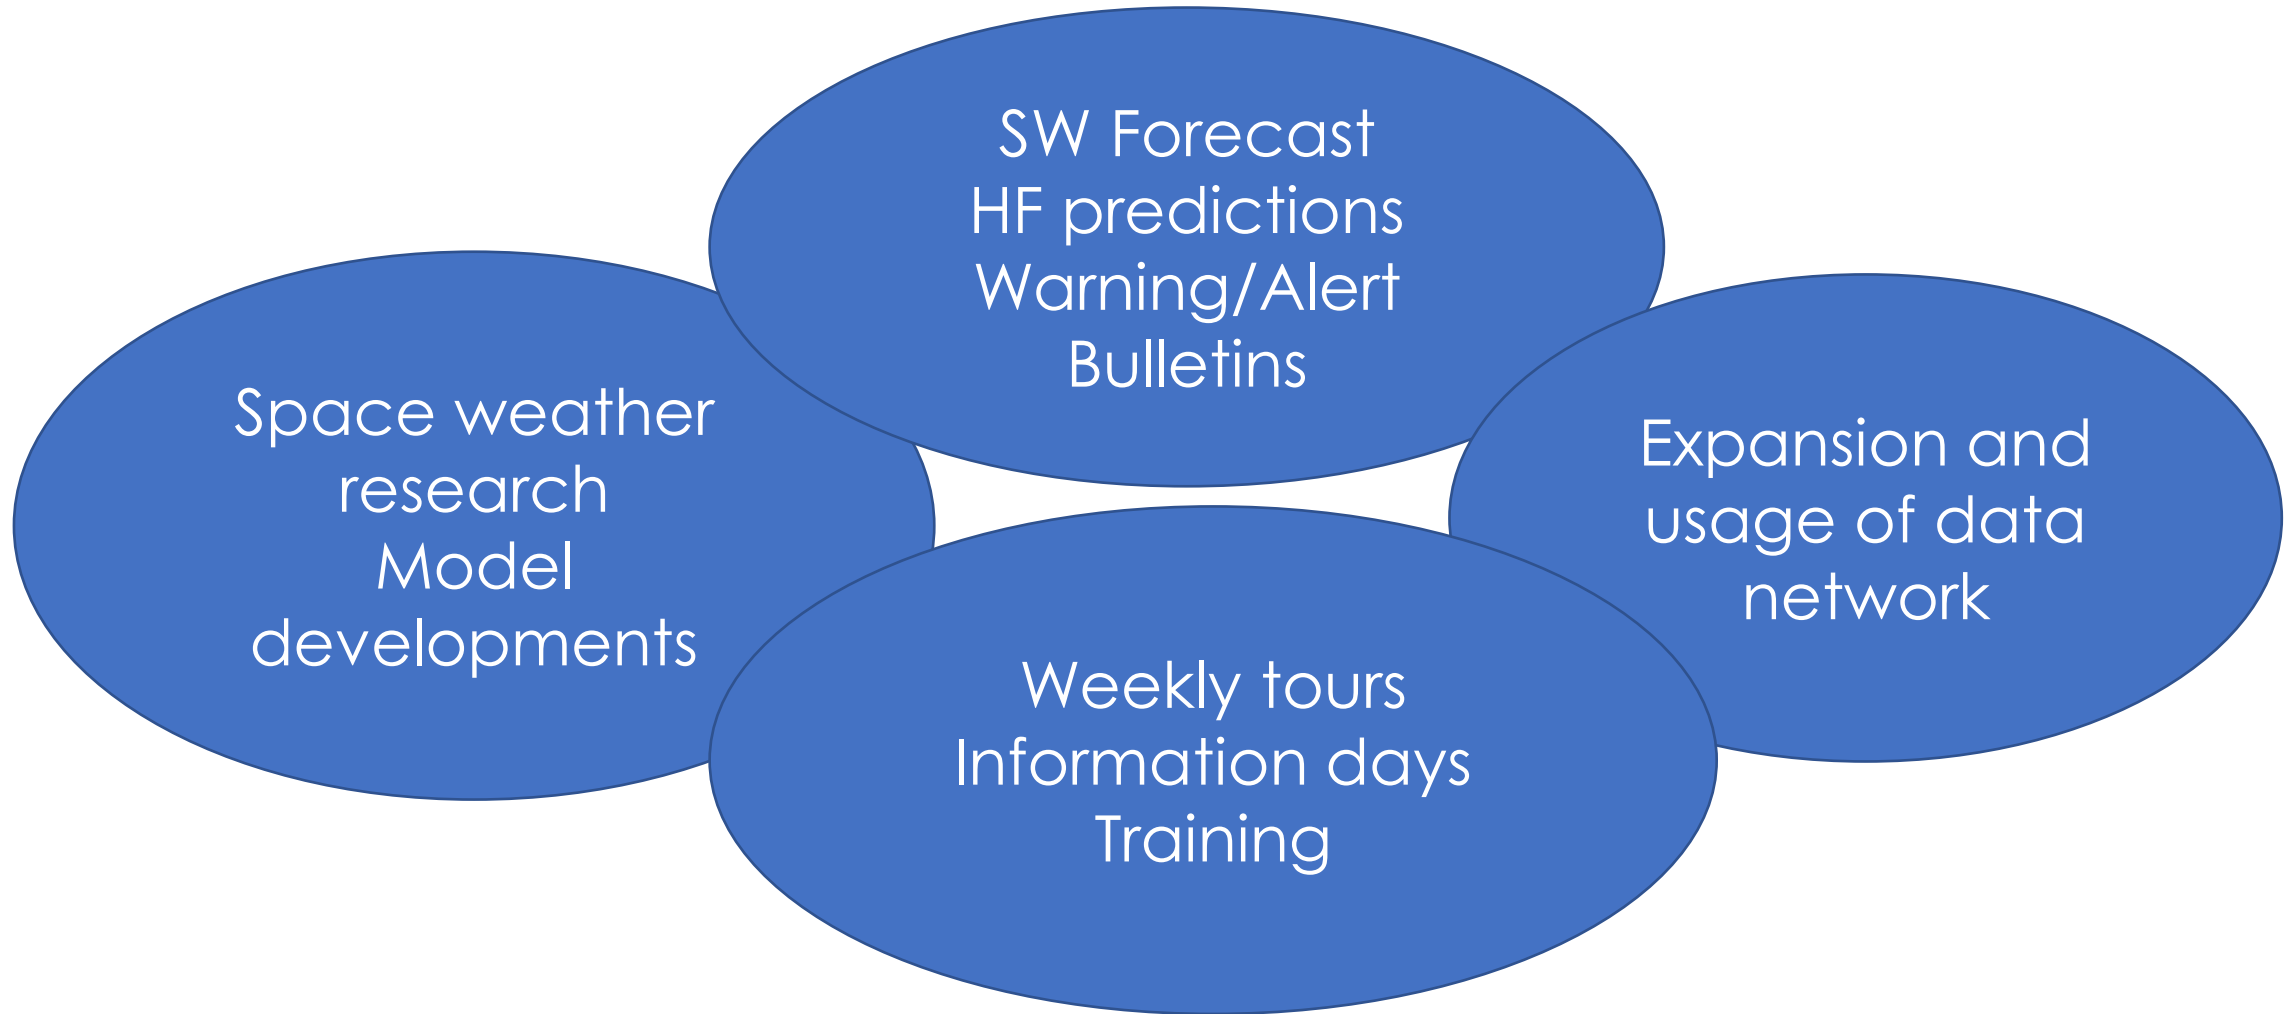 SW Forecast
HF predictions
Warning/Alert
Bulletins
Space weather
research
Model
developments
Expansion and
usage of data
network
Weekly tours
Information days
Training